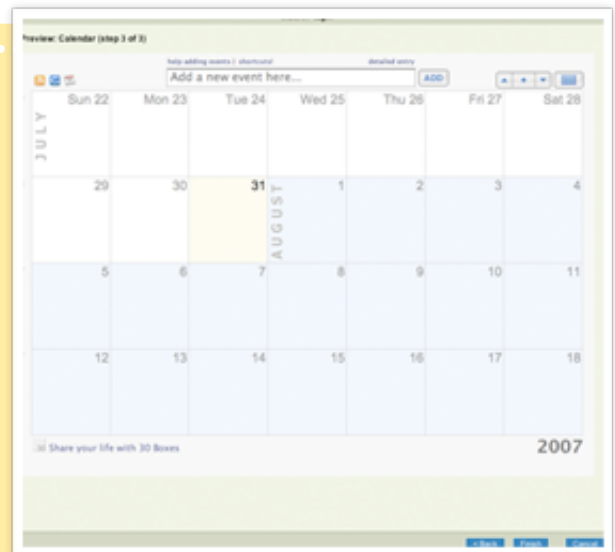 Preview: Calendar (step 3 of 3)
help adding events | shortcuts! detailed entry
Add a new event here... ADD
Sun 22 Mon 23 Tue 24 Wed 25 Thu 26 Fri 27 Sat 28
JULY
29 30 31 1 2 3 4
AUGUST
5 6 7 8 9 10 11
12 13 14 15 16 17 18
Share your life with 30 Boxes 2007
< Back Finish Cancel